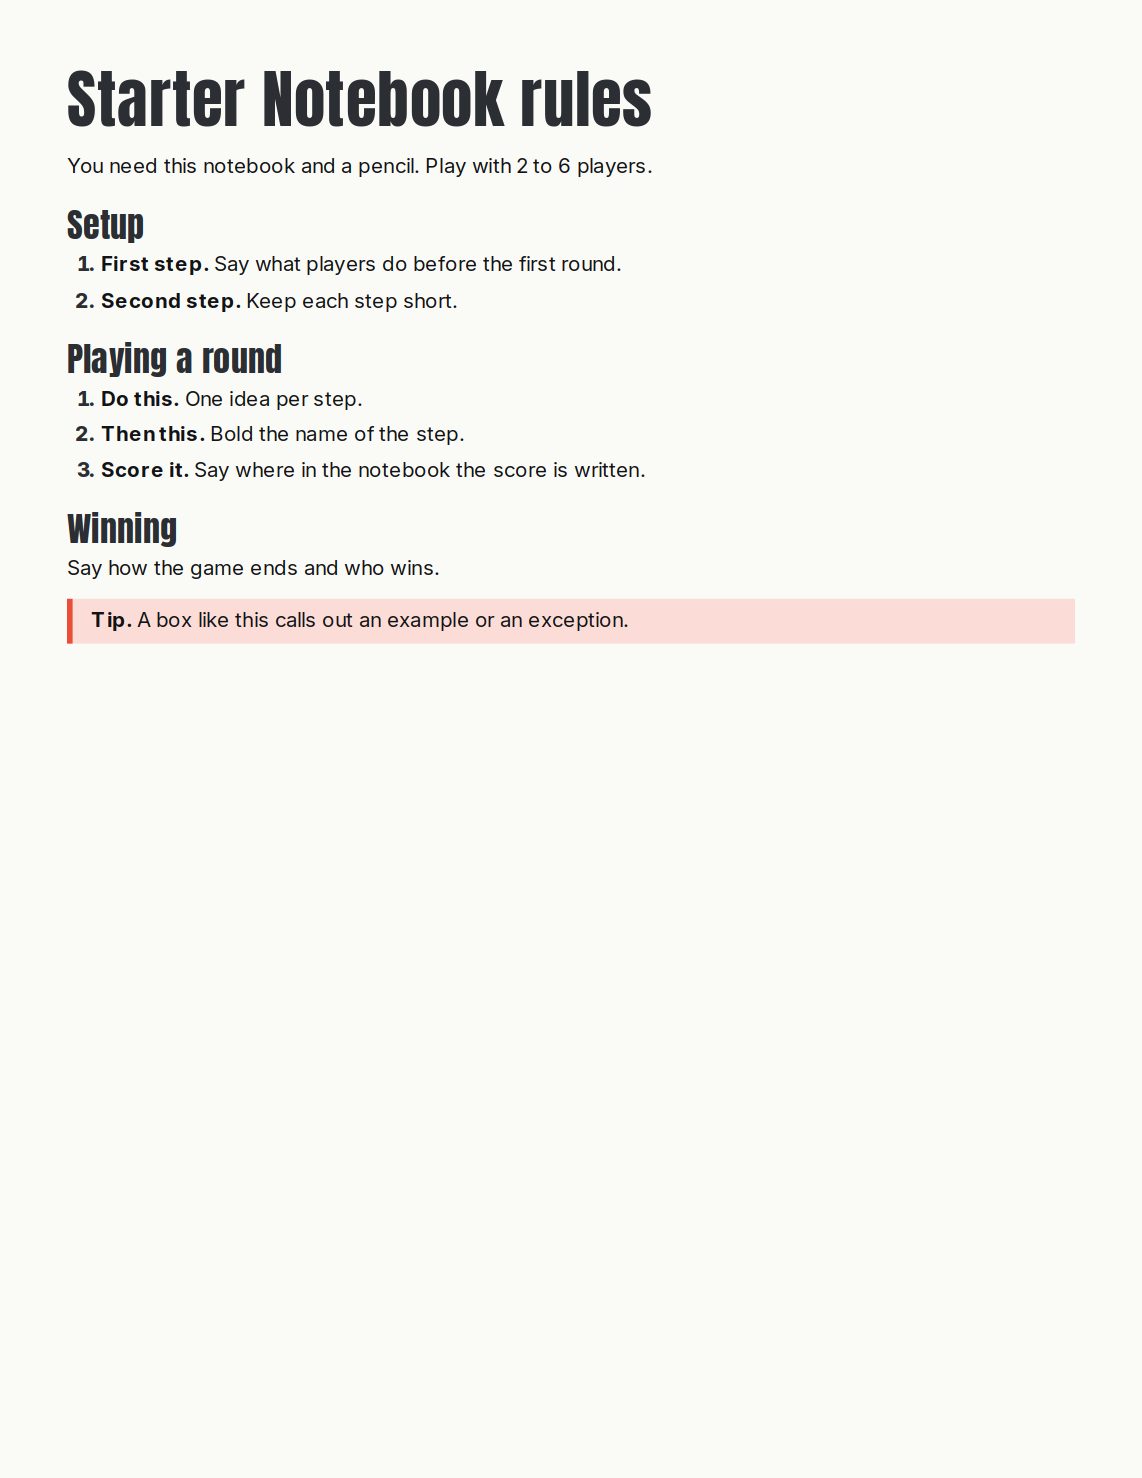 Starter Notebook rules
You need this notebook and a pencil. Play with 2 to 6 players.
Setup
1. First step. Say what players do before the first round.
2. Second step. Keep each step short.
Playing a round
1. Do this. One idea per step.
2. Then this. Bold the name of the step.
3. Score it. Say where in the notebook the score is written.
Winning
Say how the game ends and who wins.
Tip. A box like this calls out an example or an exception.